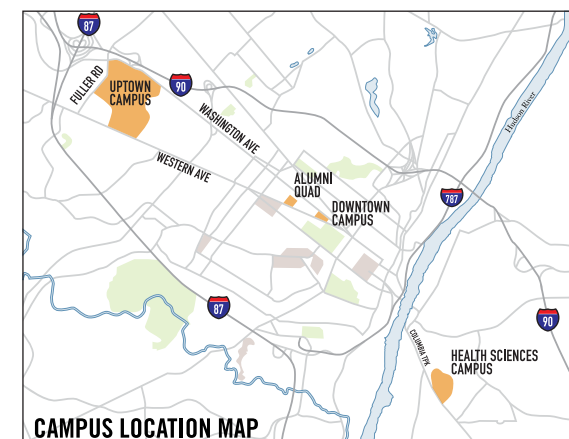 87
FULLER RD
UPTOWN
CAMPUS
90
WASHINGTON AVE
WESTERN AVE
Hudson River
ALUMNI
QUAD
DOWNTOWN
CAMPUS
787
87
90
COLUMBIA TPK
HEALTH SCIENCES
CAMPUS
CAMPUS LOCATION MAP